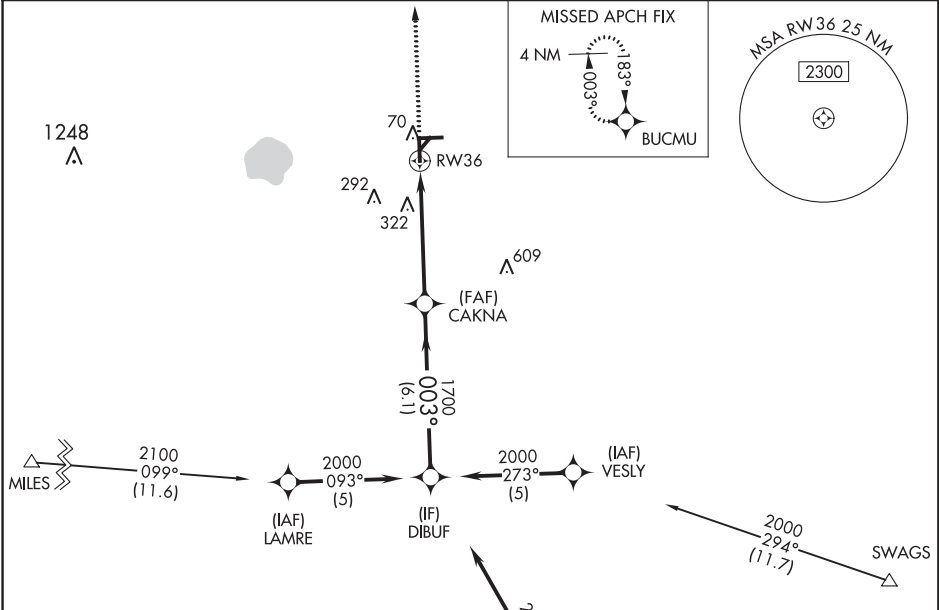 MISSED APCH FIX
4 NM
183°
003°
BUCMU
MSA RW36 25 NM
2300
1248
70
RW36
292
322
609
(FAF)
CAKNA
1700
003°
(6.1)
MILES
2100
099°
(11.6)
(IAF)
LAMRE
2000
093°
(5)
(IF)
DIBUF
2000
273°
(5)
(IAF)
VESLY
2000
294°
(11.7)
SWAGS